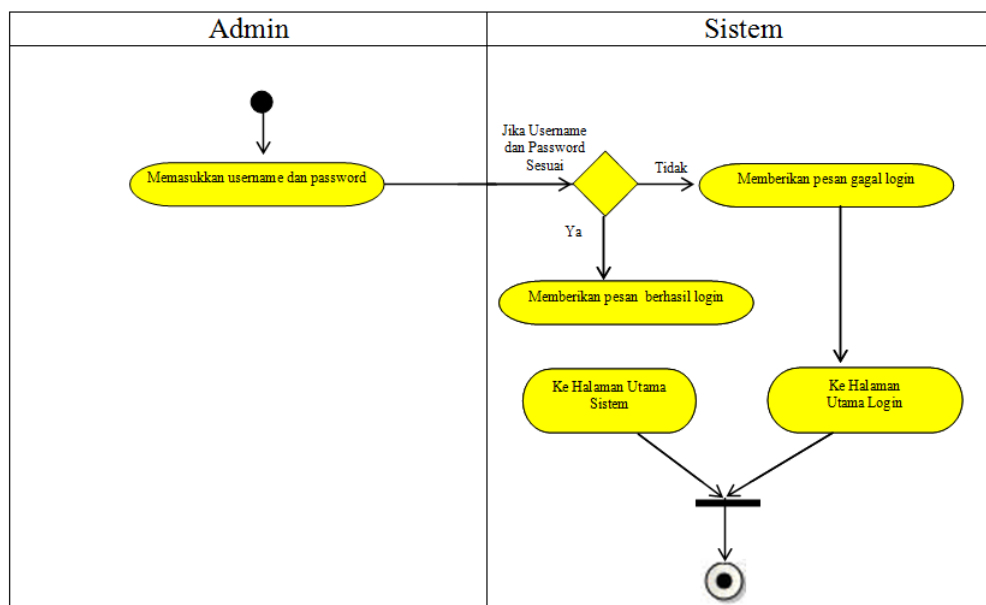 Admin
Sistem
Jika Username
dan Password
Sesuai
Tidak
Memasukkan username dan password
Memberikan pesan gagal login
Ya
Memberikan pesan berhasil login
Ke Halaman Utama
Sistem
Ke Halaman
Utama Login